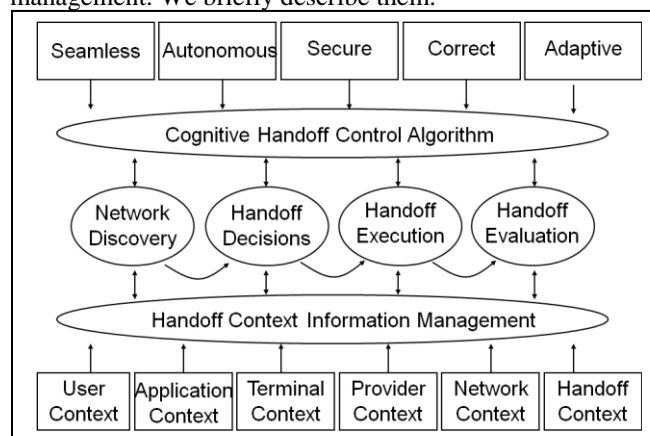 management. We briefly describe them.
Seamless Autonomous Secure Correct Adaptive
Cognitive Handoff Control Algorithm
Network Handoff Handoff Handoff
Discovery Decisions Execution Evaluation
Handoff Context Information Management
User Application Terminal Provider Network Handoff
Context Context Context Context Context Context